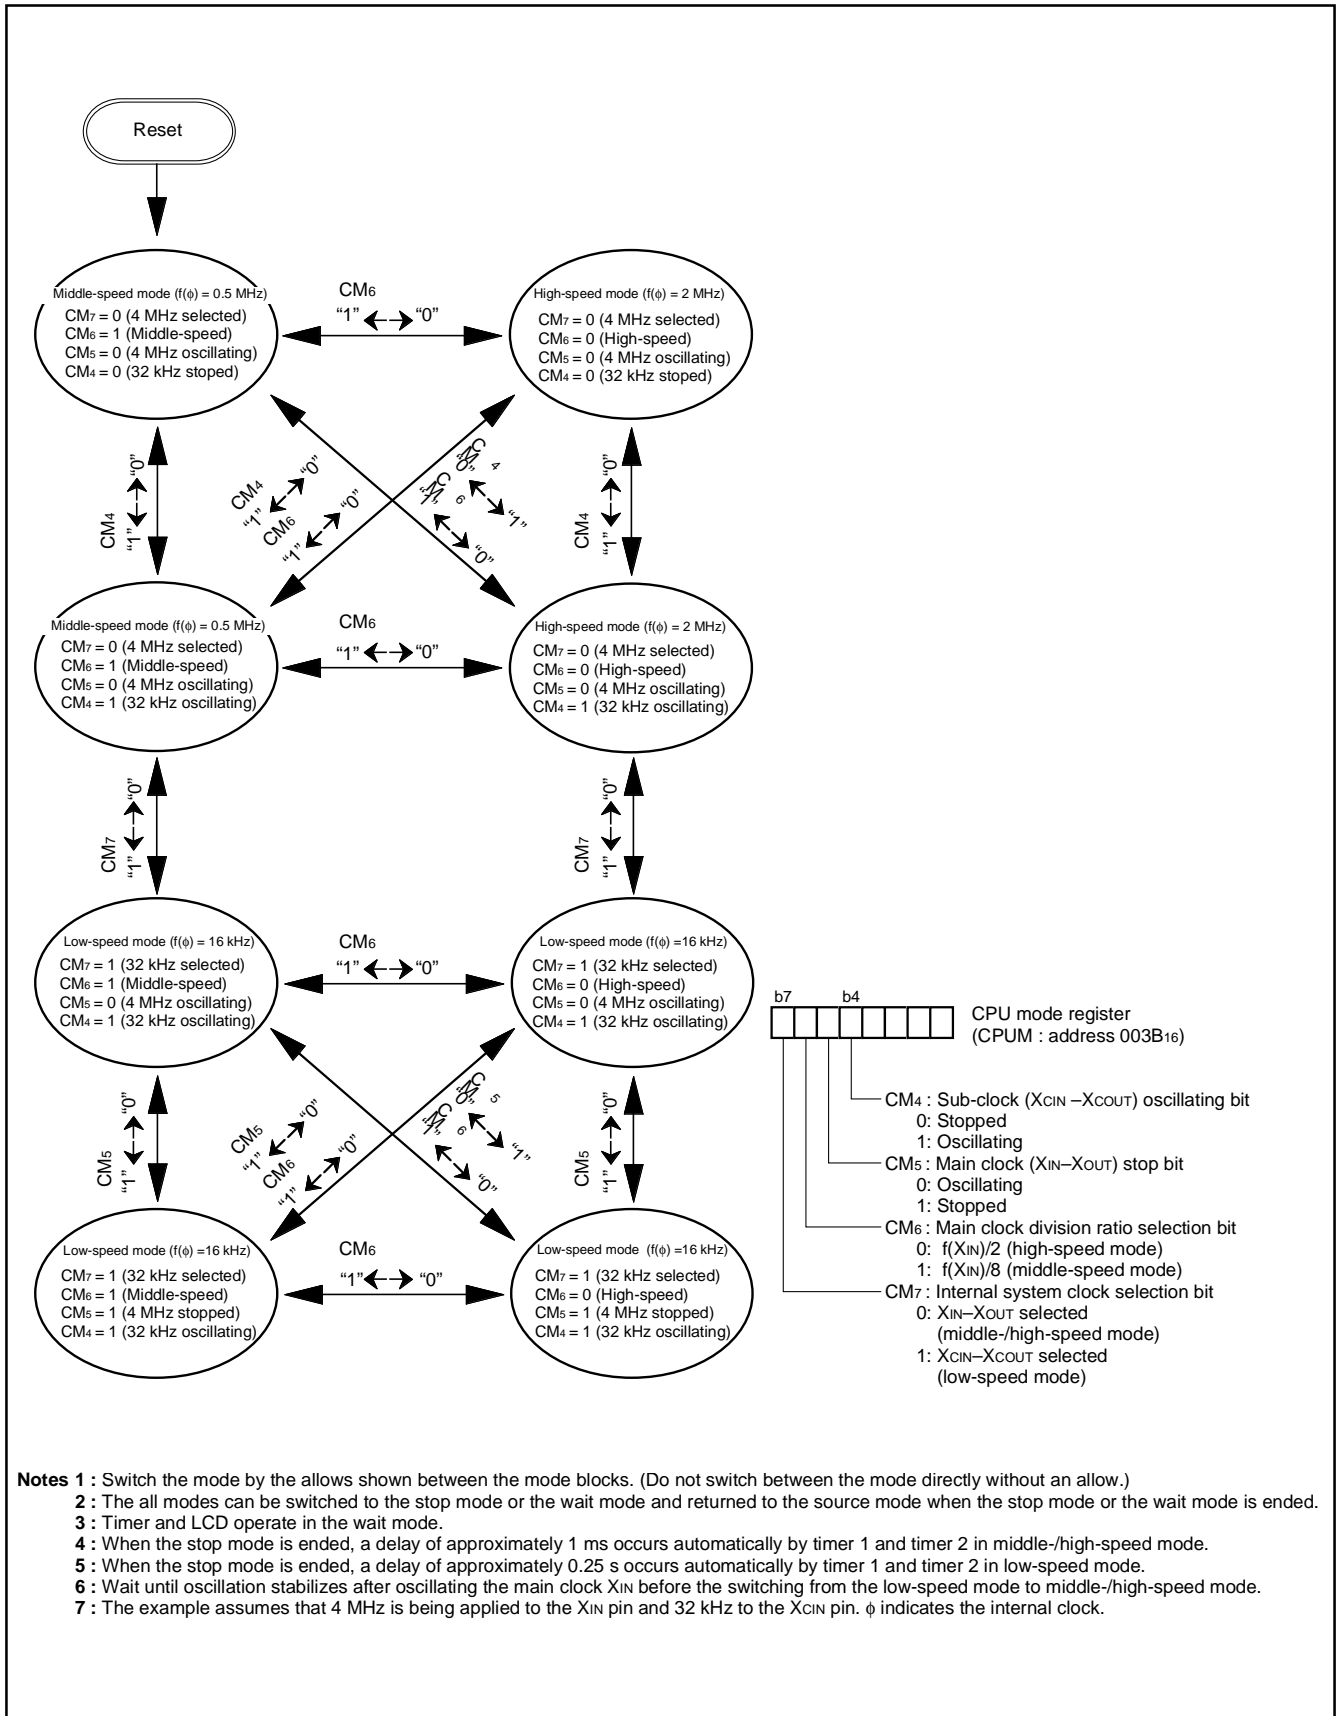 Reset
Middle-speed mode (f(ϕ) = 0.5 MHz)
CM7 = 0 (4 MHz selected)
CM6 = 1 (Middle-speed)
CM5 = 0 (4 MHz oscillating)
CM4 = 0 (32 kHz stoped)
CM6
“1” “0”
High-speed mode (f(ϕ) = 2 MHz)
CM7 = 0 (4 MHz selected)
CM6 = 0 (High-speed)
CM5 = 0 (4 MHz oscillating)
CM4 = 0 (32 kHz stoped)
CM4
“1” “0”
CM4
“1” “0”
CM6
“1” “0”
CM4
“0” “1”
CM6
“1” “0”
CM4
“1” “0”
Middle-speed mode (f(ϕ) = 0.5 MHz)
CM7 = 0 (4 MHz selected)
CM6 = 1 (Middle-speed)
CM5 = 0 (4 MHz oscillating)
CM4 = 1 (32 kHz oscillating)
CM6
“1” “0”
High-speed mode (f(ϕ) = 2 MHz)
CM7 = 0 (4 MHz selected)
CM6 = 0 (High-speed)
CM5 = 0 (4 MHz oscillating)
CM4 = 1 (32 kHz oscillating)
CM7
“1” “0”
CM7
“1” “0”
Low-speed mode (f(ϕ) = 16 kHz)
CM7 = 1 (32 kHz selected)
CM6 = 1 (Middle-speed)
CM5 = 0 (4 MHz oscillating)
CM4 = 1 (32 kHz oscillating)
CM6
“1” “0”
Low-speed mode (f(ϕ) =16 kHz)
CM7 = 1 (32 kHz selected)
CM6 = 0 (High-speed)
CM5 = 0 (4 MHz oscillating)
CM4 = 1 (32 kHz oscillating)
CM5
“1” “0”
CM5
“1” “0”
CM6
“1” “0”
CM5
“0” “1”
CM6
“1” “0”
CM5
“1” “0”
Low-speed mode (f(ϕ) =16 kHz)
CM7 = 1 (32 kHz selected)
CM6 = 1 (Middle-speed)
CM5 = 1 (4 MHz stopped)
CM4 = 1 (32 kHz oscillating)
CM6
“1” “0”
Low-speed mode (f(ϕ) =16 kHz)
CM7 = 1 (32 kHz selected)
CM6 = 0 (High-speed)
CM5 = 1 (4 MHz stopped)
CM4 = 1 (32 kHz oscillating)
b7 b4
CPU mode register
(CPUM : address 003B16)
CM4 : Sub-clock (XCIN –XCOUT) oscillating bit
0: Stopped
1: Oscillating
CM5 : Main clock (XIN–XOUT) stop bit
0: Oscillating
1: Stopped
CM6 : Main clock division ratio selection bit
0: f(XIN)/2 (high-speed mode)
1: f(XIN)/8 (middle-speed mode)
CM7 : Internal system clock selection bit
0: XIN–XOUT selected
(middle-/high-speed mode)
1: XCIN–XCOUT selected
(low-speed mode)
Notes 1 : Switch the mode by the allows shown between the mode blocks. (Do not switch between the mode directly without an allow.)
2 : The all modes can be switched to the stop mode or the wait mode and returned to the source mode when the stop mode or the wait mode is ended.
3 : Timer and LCD operate in the wait mode.
4 : When the stop mode is ended, a delay of approximately 1 ms occurs automatically by timer 1 and timer 2 in middle-/high-speed mode.
5 : When the stop mode is ended, a delay of approximately 0.25 s occurs automatically by timer 1 and timer 2 in low-speed mode.
6 : Wait until oscillation stabilizes after oscillating the main clock XIN before the switching from the low-speed mode to middle-/high-speed mode.
7 : The example assumes that 4 MHz is being applied to the XIN pin and 32 kHz to the XCIN pin. ϕ indicates the internal clock.